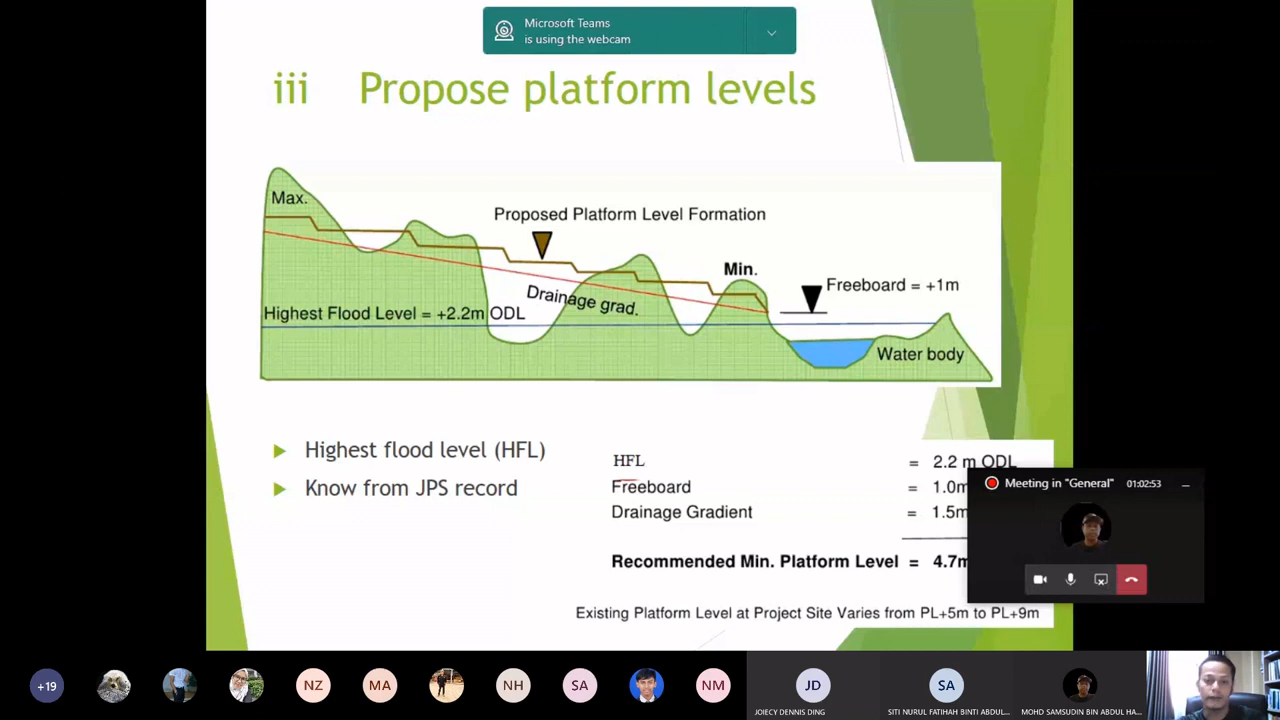 Microsoft Teams
is using the webcam
iii Propose platform levels
Max.
Proposed Platform Level Formation
Min.
Freeboard = +1m
Drainage grad.
Highest Flood Level = +2.2m ODL
Water body
Highest flood level (HFL)
Know from JPS record
HFL = 2.2 m ODL
Freeboard = 1.0m
Drainage Gradient = 1.5m
Recommended Min. Platform Level = 4.7m
Existing Platform Level at Project Site Varies from PL+5m to PL+9m
Meeting in "General" 01:02:53
+19
NZ
MA
NH
SA
NM
JD
SA
JOIECY DENNIS DING
SITI NURUL FATIHAH BINTI ABDUL...
MOHD SAMSUDIN BIN ABDUL HA...